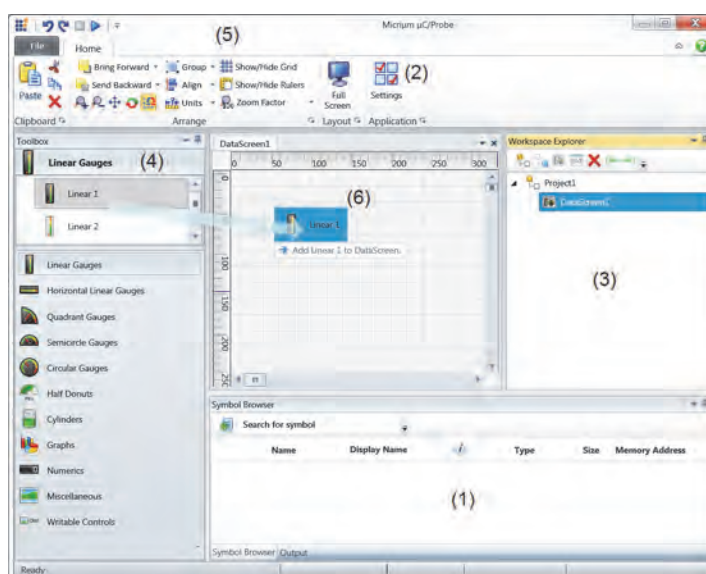 Micrium µC/Probe
(5)
File Home
Paste
Bring Forward Group Show/Hide Grid
Send Backward Align Show/Hide Rulers
Units Zoom Factor
Full Screen
Settings
(2)
Clipboard Arrange Layout Application
Toolbox
Linear Gauges (4)
Linear 1
Linear 2
Linear Gauges
Horizontal Linear Gauges
Quadrant Gauges
Semicircle Gauges
Circular Gauges
Half Donuts
Cylinders
Graphs
Numerics
Miscellaneous
Writable Controls
DataScreen1
0 50 100 150 200 250 300
0
100
150
200
250
(6)
Linear 1
Add Linear 1 to DataScreen.
Workspace Explorer
Project1
DataScreen1
(3)
Symbol Browser
Search for symbol
Name Display Name i Type Size Memory Address
(1)
Symbol Browser Output
Ready